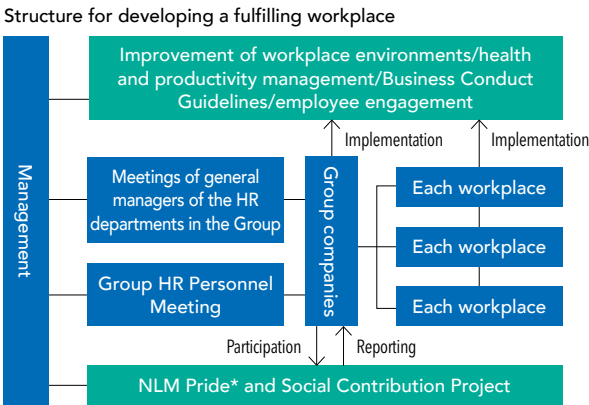 Structure for developing a fulfilling workplace
Improvement of workplace environments/health
and productivity management/Business Conduct
Guidelines/employee engagement
Implementation
Implementation
Management
Meetings of general
managers of the HR
departments in the Group
Group companies
Each workplace
Each workplace
Each workplace
Group HR Personnel
Meeting
Participation
Reporting
NLM Pride* and Social Contribution Project